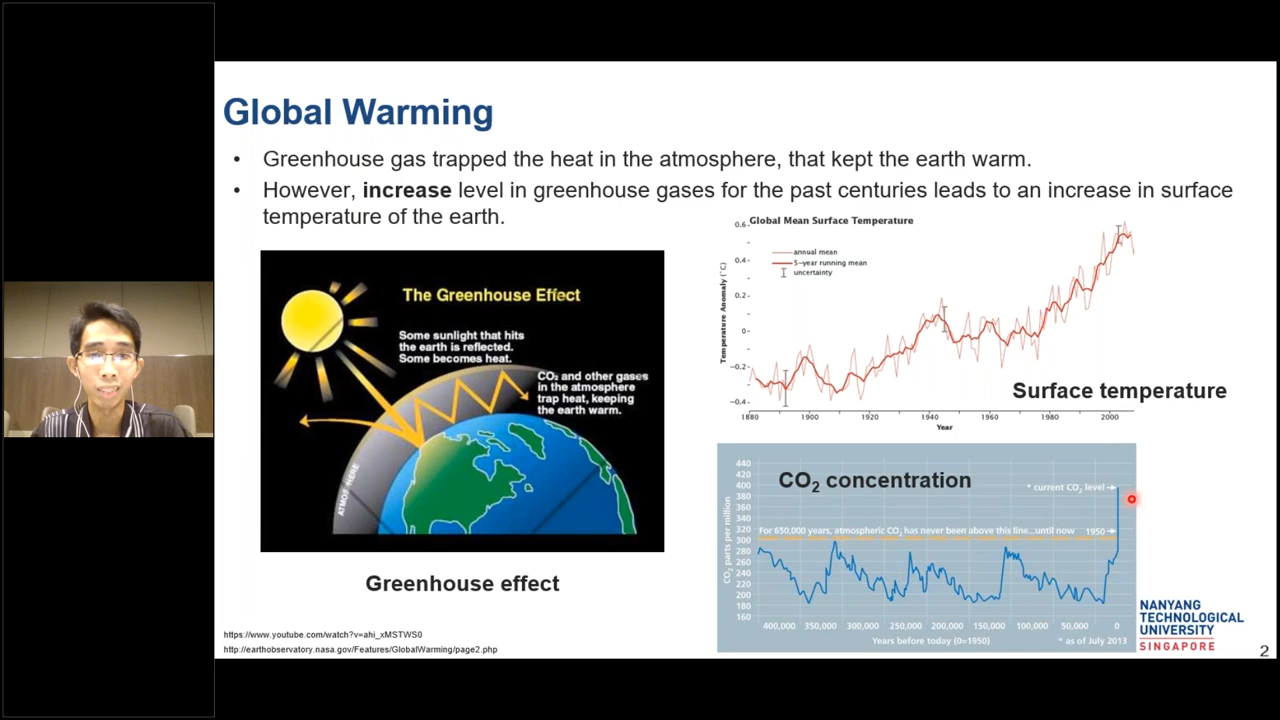 Global Warming
• Greenhouse gas trapped the heat in the atmosphere, that kept the earth warm.
• However, increase level in greenhouse gases for the past centuries leads to an increase in surface
temperature of the earth.
The Greenhouse Effect
Some sunlight that hits
the earth is reflected.
Some becomes heat.
CO₂ and other gases
in the atmosphere
trap heat, keeping
the earth warm.
ATMOSPHERE
Greenhouse effect
Global Mean Surface Temperature
annual mean
5-year running mean
uncertainty
Temperature Anomaly (°C)
0.6
0.4
0.2
0
-0.2
-0.4
1880 1900 1920 1940 1960 1980 2000
Year
Surface temperature
CO₂ concentration
* current CO₂ level
For 650,000 years, atmospheric CO₂ has never been above this line...until now 1950
CO₂ parts per million
440
420
400
380
360
340
320
300
280
260
240
220
200
180
160
400,000 350,000 300,000 250,000 200,000 150,000 100,000 50,000 0
Years before today (0=1950)
* as of July 2013
https://www.youtube.com/watch?v=ahi_xMSTWS0
http://earthobservatory.nasa.gov/Features/GlobalWarming/page2.php
NANYANG
TECHNOLOGICAL
UNIVERSITY
SINGAPORE
2